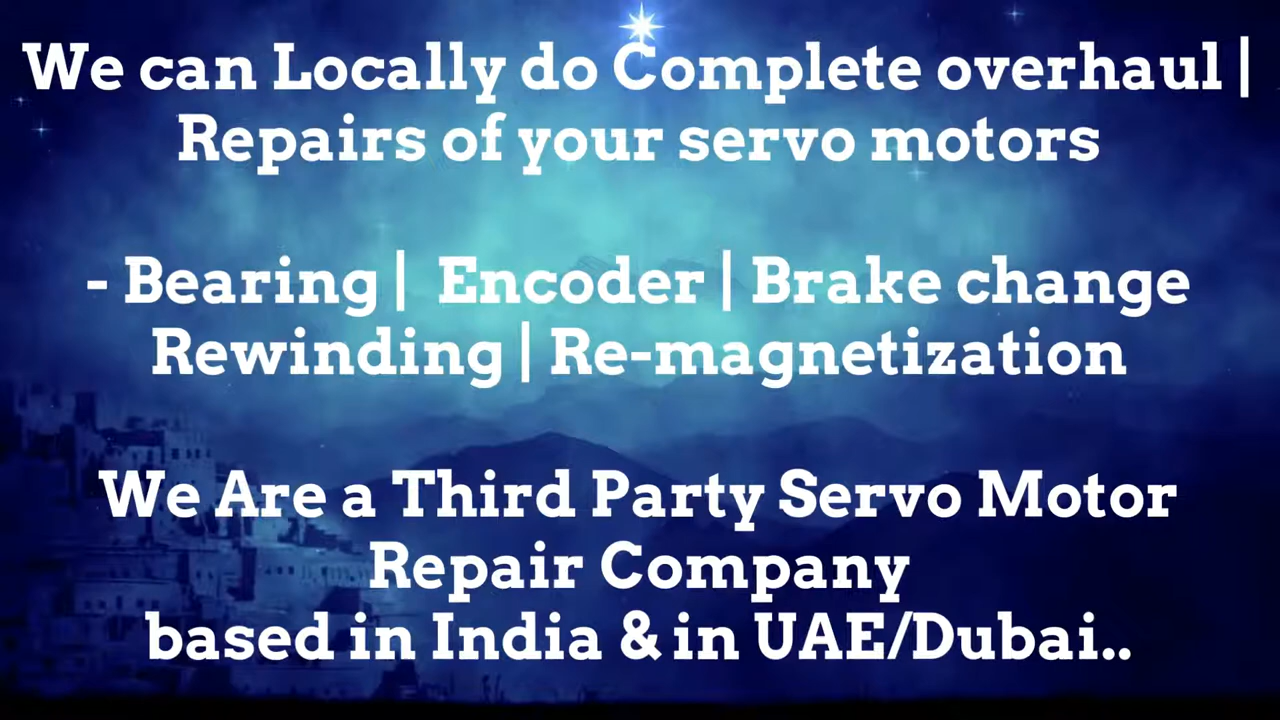 We can Locally do Complete overhaul |
Repairs of your servo motors
- Bearing | Encoder | Brake change
Rewinding | Re-magnetization
We Are a Third Party Servo Motor
Repair Company
based in India & in UAE/Dubai..